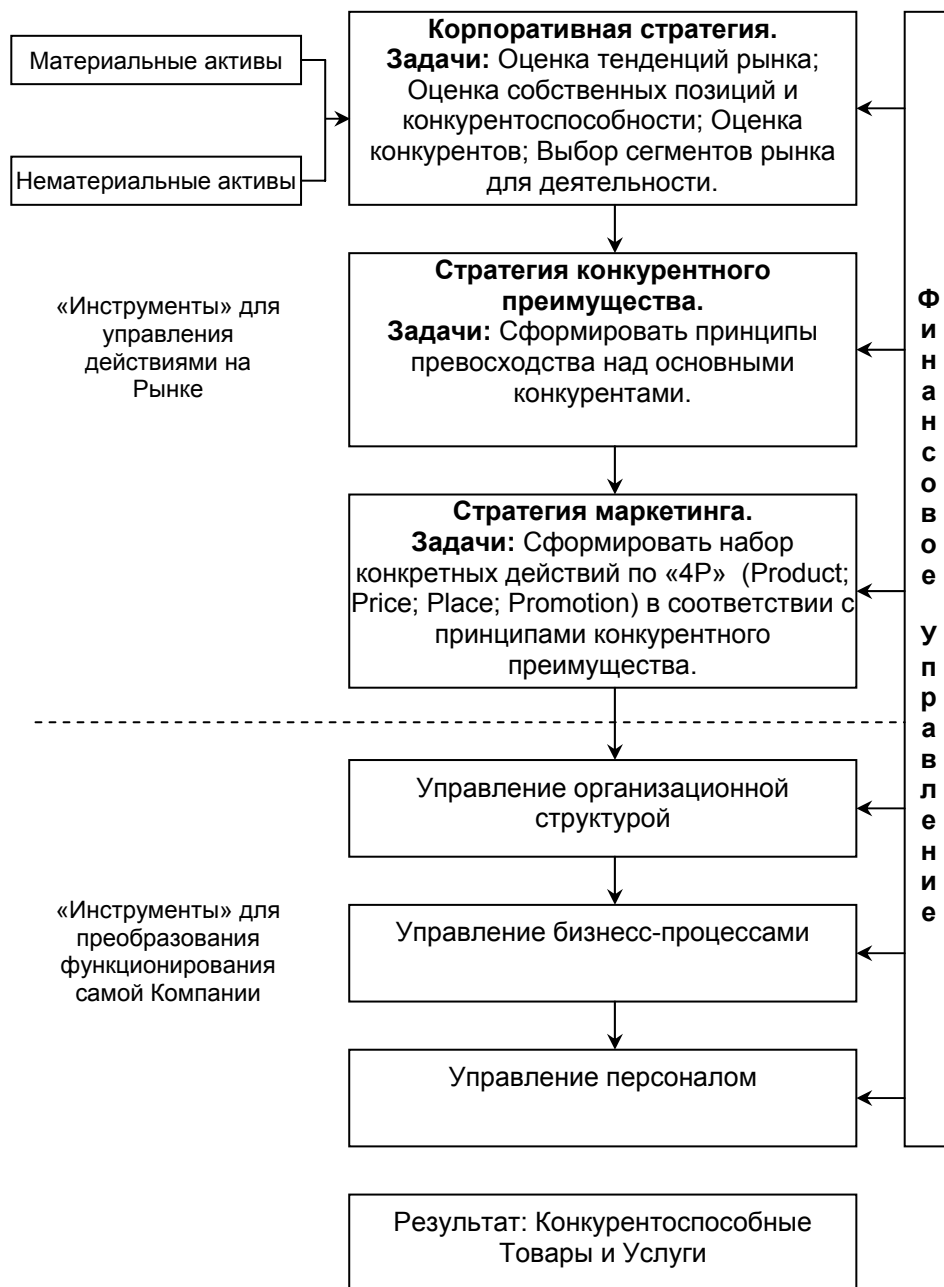 Материальные активы
Нематериальные активы
Корпоративная стратегия.
Задачи: Оценка тенденций рынка;
Оценка собственных позиций и
конкурентоспособности; Оценка
конкурентов; Выбор сегментов рынка
для деятельности.
«Инструменты» для
управления
действиями на
Рынке
Стратегия конкурентного
преимущества.
Задачи: Сформировать принципы
превосходства над основными
конкурентами.
Стратегия маркетинга.
Задачи: Сформировать набор
конкретных действий по «4P» (Product;
Price; Place; Promotion) в соответствии с
принципами конкурентного
преимущества.
Управление организационной
структурой
«Инструменты» для
преобразования
функционирования
самой Компании
Управление бизнесс-процессами
Управление персоналом
Результат: Конкурентоспособные
Товары и Услуги
Финансовое Управление